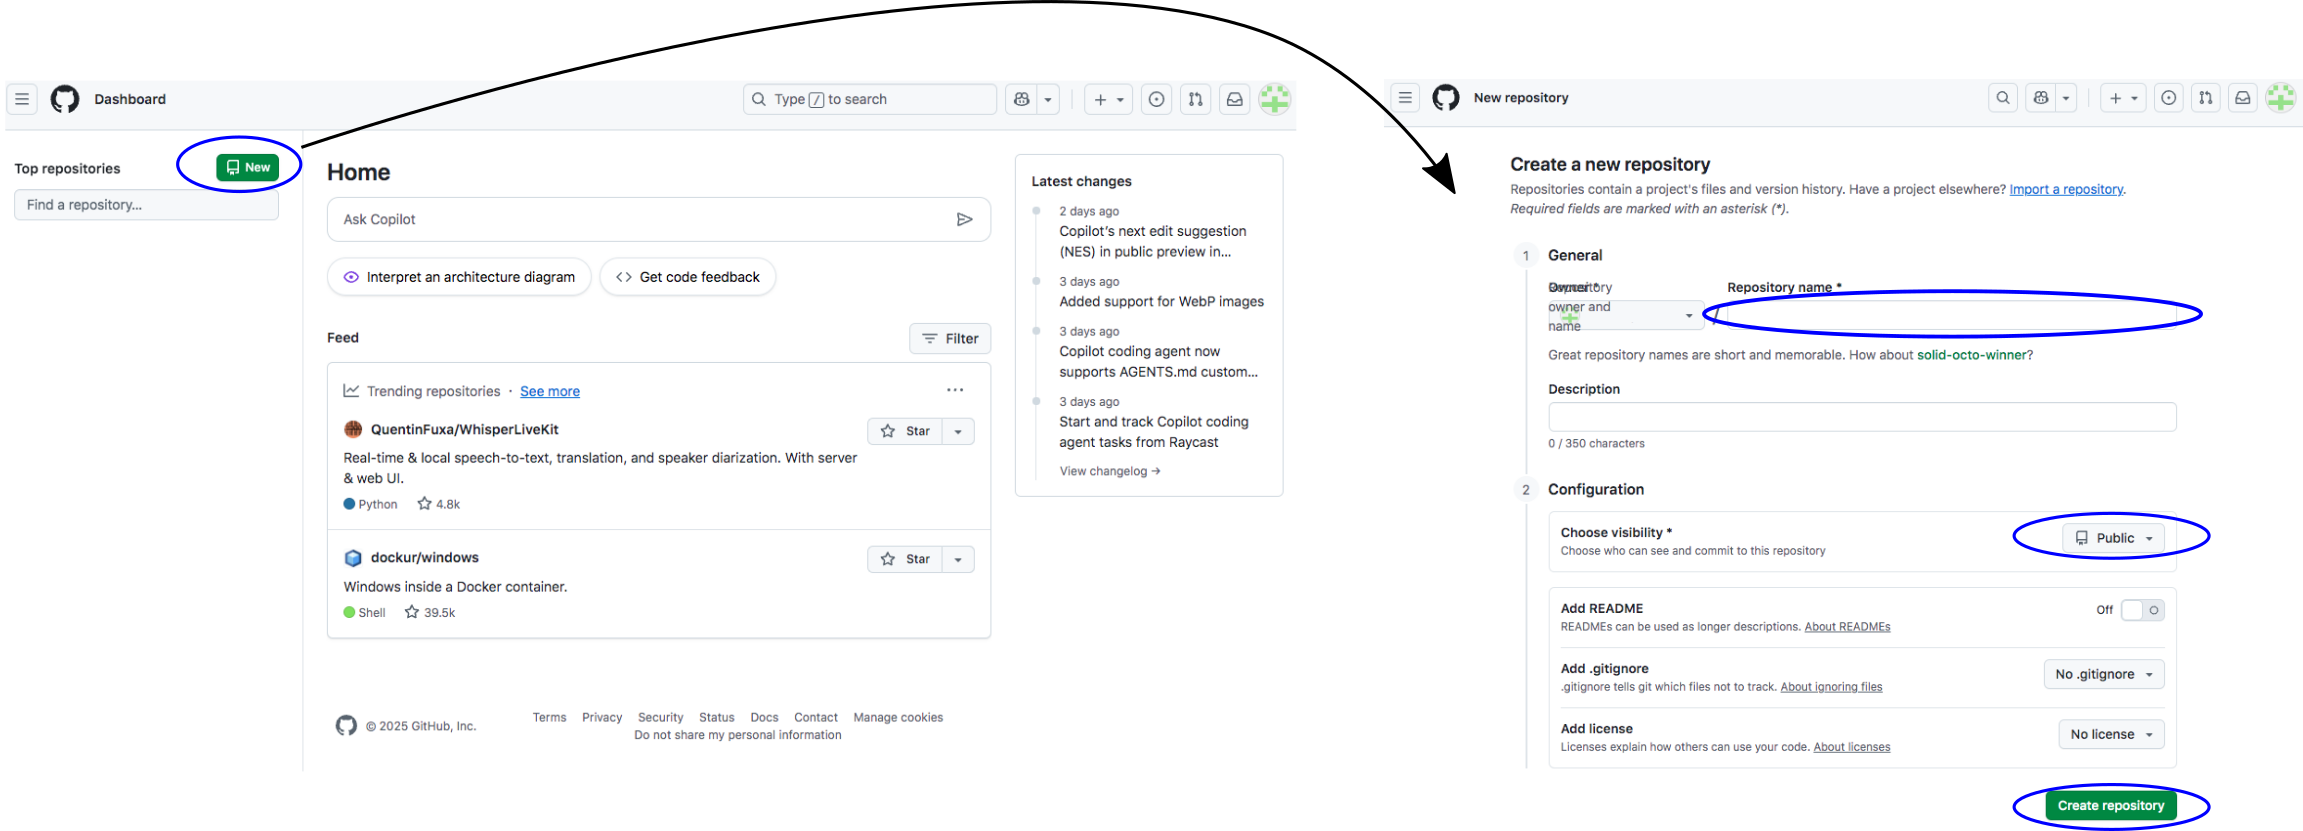 Dashboard
Type / to search
Top repositories
New
Find a repository...
Home
Ask Copilot
Interpret an architecture diagram
Get code feedback
Feed
Filter
Trending repositories · See more
QuentinFuxa/WhisperLiveKit
Star
Real-time & local speech-to-text, translation, and speaker diarization. With server
& web UI.
Python
4.8k
dockur/windows
Star
Windows inside a Docker container.
Shell
39.5k
Latest changes
2 days ago
Copilot's next edit suggestion
(NES) in public preview in...
3 days ago
Added support for WebP images
3 days ago
Copilot coding agent now
supports AGENTS.md custom...
3 days ago
Start and track Copilot coding
agent tasks from Raycast
View changelog →
© 2025 GitHub, Inc.
Terms Privacy Security Status Docs Contact Manage cookies
Do not share my personal information
New repository
Create a new repository
Repositories contain a project's files and version history. Have a project elsewhere? Import a repository.
Required fields are marked with an asterisk (*).
1 General
Owner *
Repository
owner and
name
/
Repository name *
Great repository names are short and memorable. How about solid-octo-winner?
Description
0 / 350 characters
2 Configuration
Choose visibility *
Choose who can see and commit to this repository
Public
Add README
READMEs can be used as longer descriptions. About READMEs
Off
Add .gitignore
.gitignore tells git which files not to track. About ignoring files
No .gitignore
Add license
Licenses explain how others can use your code. About licenses
No license
Create repository